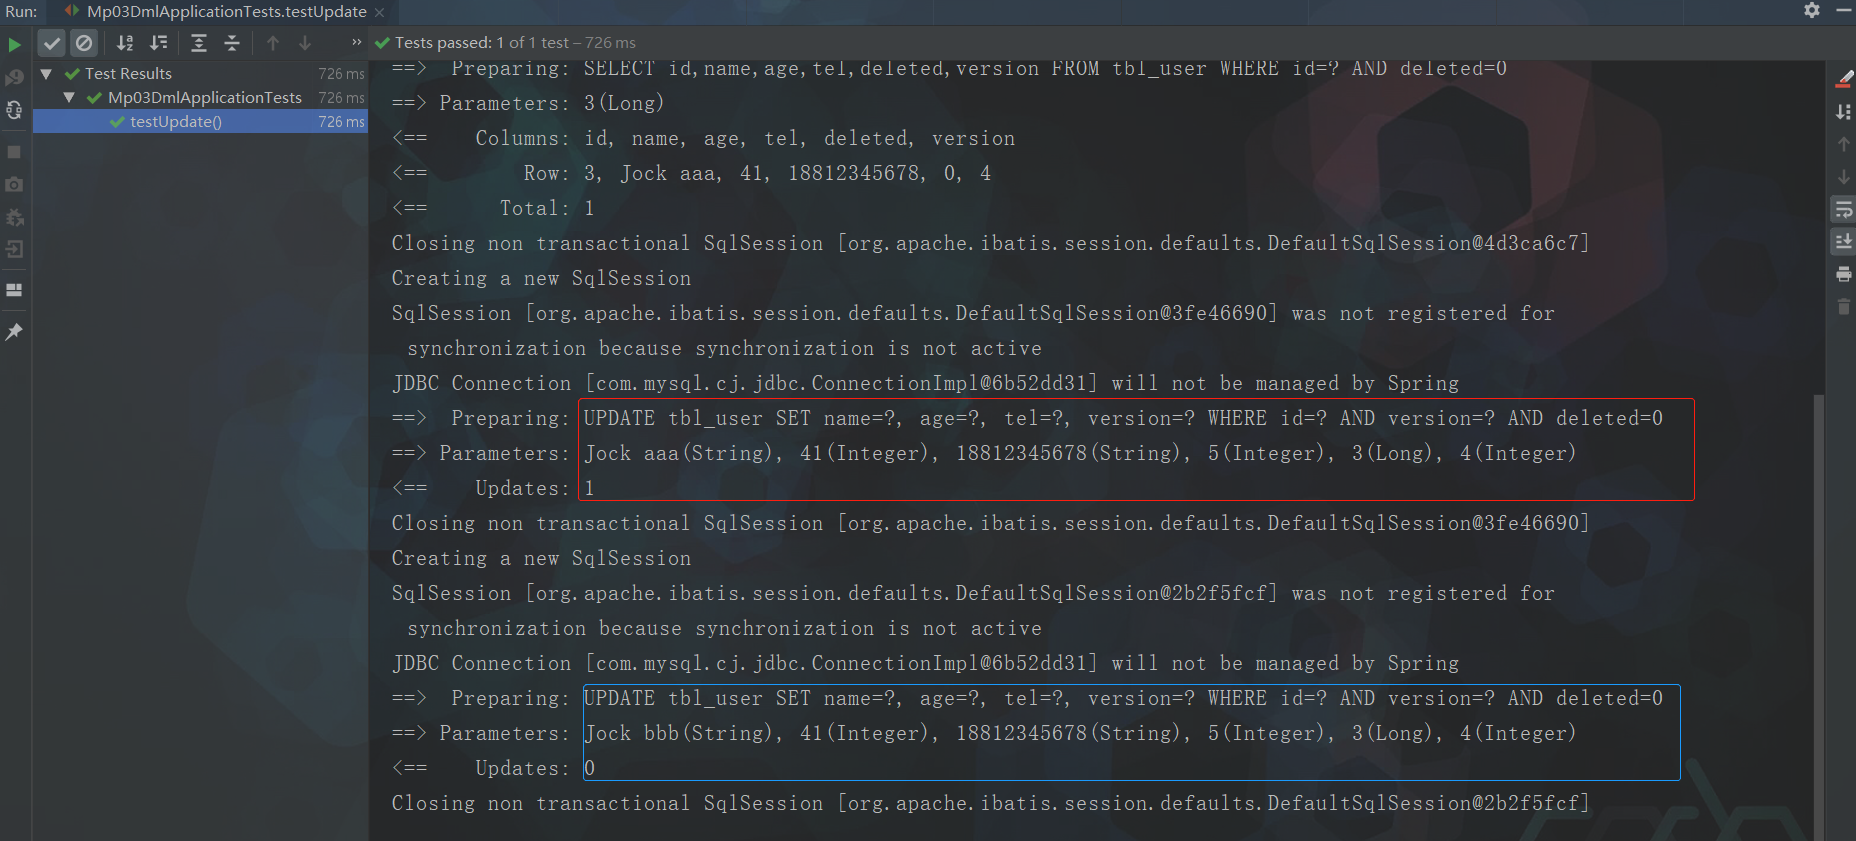 Run: Mp03DmlApplicationTests.testUpdate
Tests passed: 1 of 1 test – 726 ms
Test Results 726 ms
Mp03DmlApplicationTests 726 ms
testUpdate() 726 ms
==>  Preparing: SELECT id,name,age,tel,deleted,version FROM tbl_user WHERE id=? AND deleted=0
==> Parameters: 3(Long)
<==    Columns: id, name, age, tel, deleted, version
<==        Row: 3, Jock aaa, 41, 18812345678, 0, 4
<==      Total: 1
Closing non transactional SqlSession [org.apache.ibatis.session.defaults.DefaultSqlSession@4d3ca6c7]
Creating a new SqlSession
SqlSession [org.apache.ibatis.session.defaults.DefaultSqlSession@3fe46690] was not registered for
synchronization because synchronization is not active
JDBC Connection [com.mysql.cj.jdbc.ConnectionImpl@6b52dd31] will not be managed by Spring
==>  Preparing: UPDATE tbl_user SET name=?, age=?, tel=?, version=? WHERE id=? AND version=? AND deleted=0
==> Parameters: Jock aaa(String), 41(Integer), 18812345678(String), 5(Integer), 3(Long), 4(Integer)
<==    Updates: 1
Closing non transactional SqlSession [org.apache.ibatis.session.defaults.DefaultSqlSession@3fe46690]
Creating a new SqlSession
SqlSession [org.apache.ibatis.session.defaults.DefaultSqlSession@2b2f5fcf] was not registered for
synchronization because synchronization is not active
JDBC Connection [com.mysql.cj.jdbc.ConnectionImpl@6b52dd31] will not be managed by Spring
==>  Preparing: UPDATE tbl_user SET name=?, age=?, tel=?, version=? WHERE id=? AND version=? AND deleted=0
==> Parameters: Jock bbb(String), 41(Integer), 18812345678(String), 5(Integer), 3(Long), 4(Integer)
<==    Updates: 0
Closing non transactional SqlSession [org.apache.ibatis.session.defaults.DefaultSqlSession@2b2f5fcf]